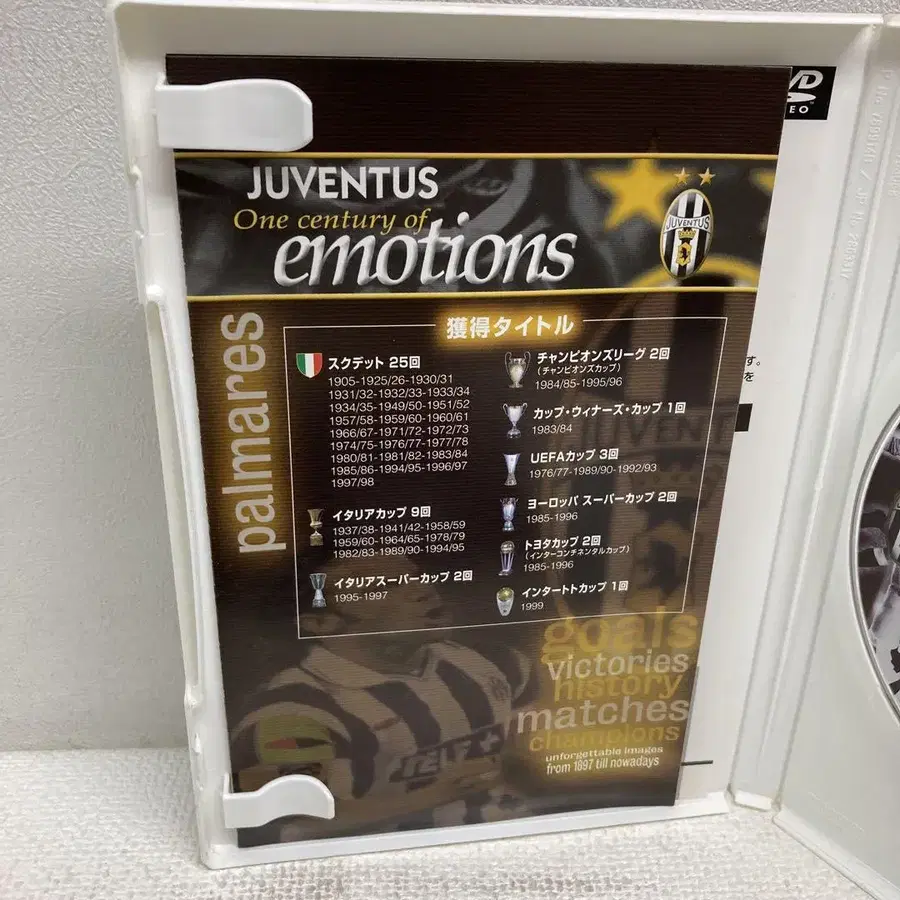 JUVENTUS
One century of
emotions
JUVENTUS
palmares
獲得タイトル
スクデット 25回
1905-1925/26-1930/31
1931/32-1932/33-1933/34
1934/35-1949/50-1951/52
1957/58-1959/60-1960/61
1966/67-1971/72-1972/73
1974/75-1976/77-1977/78
1980/81-1981/82-1983/84
1985/86-1994/95-1996/97
1997/98
イタリアカップ 9回
1937/38-1941/42-1958/59
1959/60-1964/65-1978/79
1982/83-1989/90-1994/95
イタリアスーパーカップ 2回
1995-1997
チャンピオンズリーグ 2回
(チャンピオンズカップ)
1984/85-1995/96
カップ・ウィナーズ・カップ 1回
1983/84
UEFAカップ 3回
1976/77-1989/90-1992/93
ヨーロッパ スーパーカップ 2回
1985-1996
トヨタカップ 2回
(インターコンチネンタルカップ)
1985-1996
インタートトカップ 1回
1999
goals
victories
history
matches
champions
unforgettable images
from 1897 till nowadays
す。
を